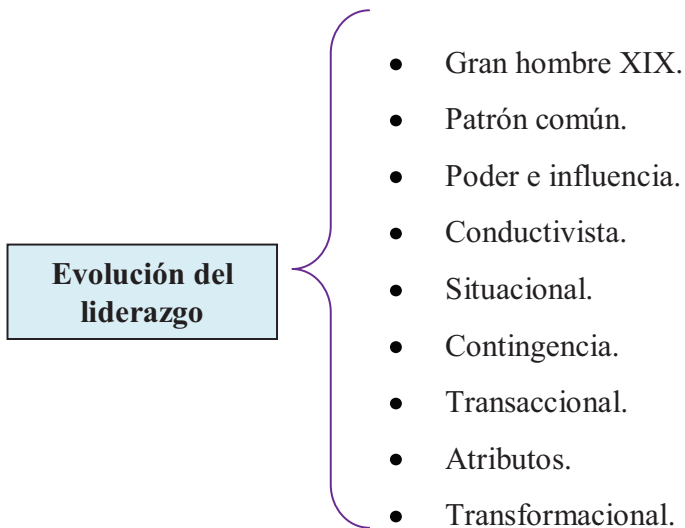 Evolución del
liderazgo
● Gran hombre XIX.
● Patrón común.
● Poder e influencia.
● Conductivista.
● Situacional.
● Contingencia.
● Transaccional.
● Atributos.
● Transformacional.